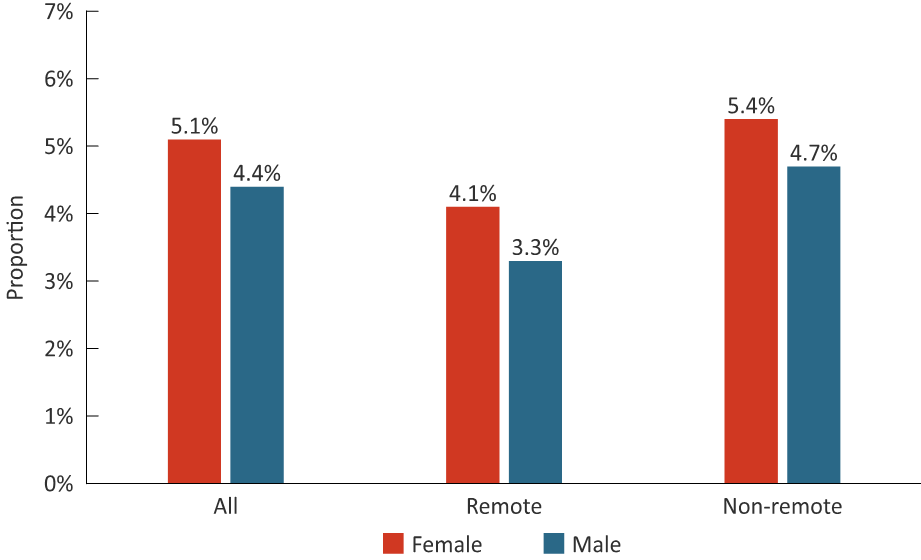 7%
6%
5%
4%
3%
2%
1%
0%
Proportion
5.1%
4.4%
4.1%
3.3%
5.4%
4.7%
All
Remote
Non-remote
Female
Male